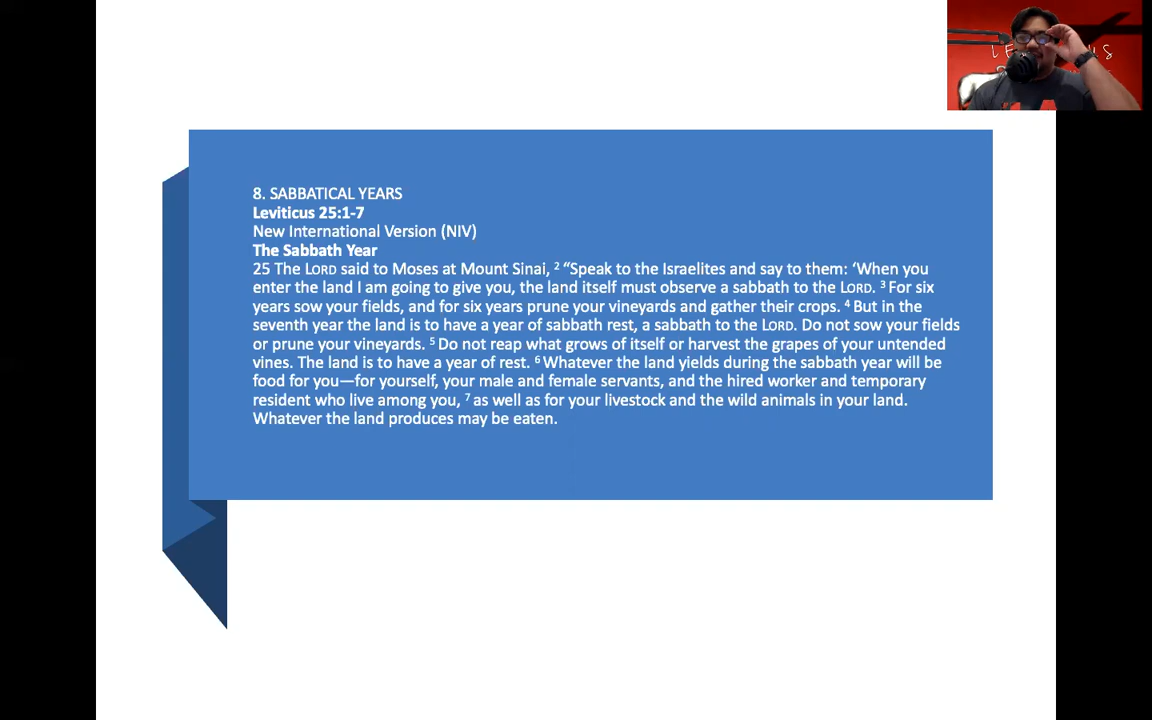 8. SABBATICAL YEARS
Leviticus 25:1-7
New International Version (NIV)
The Sabbath Year
25 The LORD said to Moses at Mount Sinai, 2 “Speak to the Israelites and say to them: ‘When you
enter the land I am going to give you, the land itself must observe a sabbath to the LORD. 3 For six
years sow your fields, and for six years prune your vineyards and gather their crops. 4 But in the
seventh year the land is to have a year of sabbath rest, a sabbath to the LORD. Do not sow your fields
or prune your vineyards. 5 Do not reap what grows of itself or harvest the grapes of your untended
vines. The land is to have a year of rest. 6 Whatever the land yields during the sabbath year will be
food for you—for yourself, your male and female servants, and the hired worker and temporary
resident who live among you, 7 as well as for your livestock and the wild animals in your land.
Whatever the land produces may be eaten.